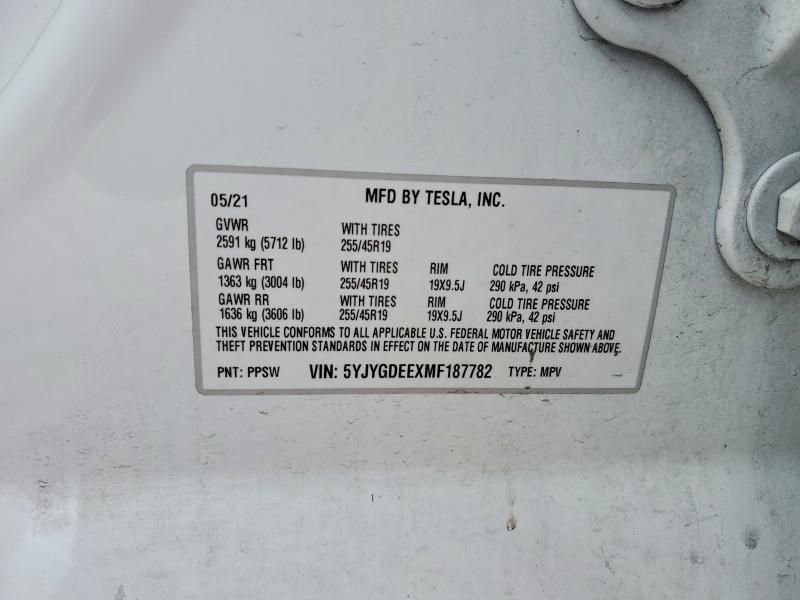 05/21 MFD BY TESLA, INC.
GVWR WITH TIRES
2591 kg (5712 lb) 255/45R19
GAWR FRT WITH TIRES RIM COLD TIRE PRESSURE
1363 kg (3004 lb) 255/45R19 19X9.5J 290 kPa, 42 psi
GAWR RR WITH TIRES RIM COLD TIRE PRESSURE
1636 kg (3606 lb) 255/45R19 19X9.5J 290 kPa, 42 psi
THIS VEHICLE CONFORMS TO ALL APPLICABLE U.S. FEDERAL MOTOR VEHICLE SAFETY AND
THEFT PREVENTION STANDARDS IN EFFECT ON THE DATE OF MANUFACTURE SHOWN ABOVE.
PNT: PPSW VIN: 5YJYGDEEXMF187782 TYPE: MPV